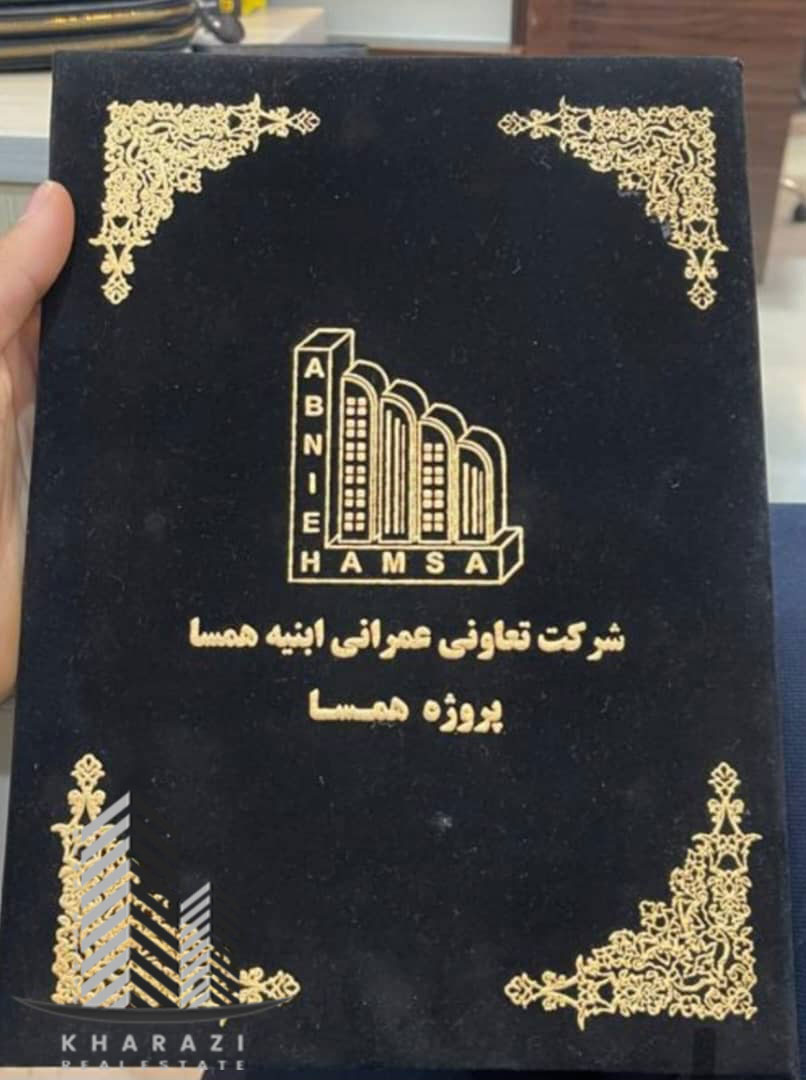 ABNIEH
HAMSA
شرکت تعاونی عمرانی ابنیه همسا
پروژه همسا
KHARAZI
REAL ESTATE